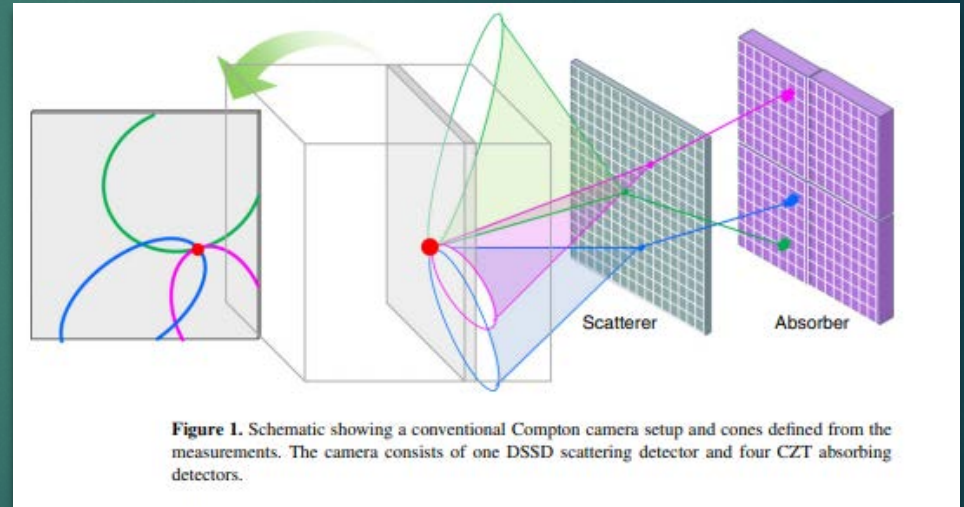 Scatterer
Absorber
Figure 1. Schematic showing a conventional Compton camera setup and cones defined from the
measurements. The camera consists of one DSSD scattering detector and four CZT absorbing
detectors.